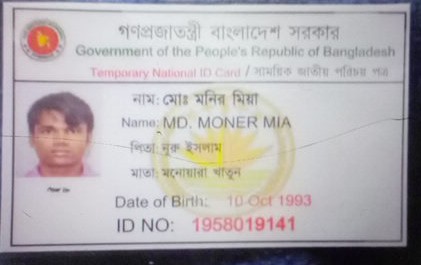 গণপ্রজাতন্ত্রী বাংলাদেশ সরকার
Government of the People's Republic of Bangladesh
Temporary National ID Card / সাময়িক জাতীয় পরিচয় পত্র
নাম: মোঃ মনির মিয়া
Name: MD. MONER MIA
পিতা: নুরু ইসলাম
মাতা: মনোয়ারা খাতুন
Date of Birth: 10 Oct 1993
ID NO: 1958019141